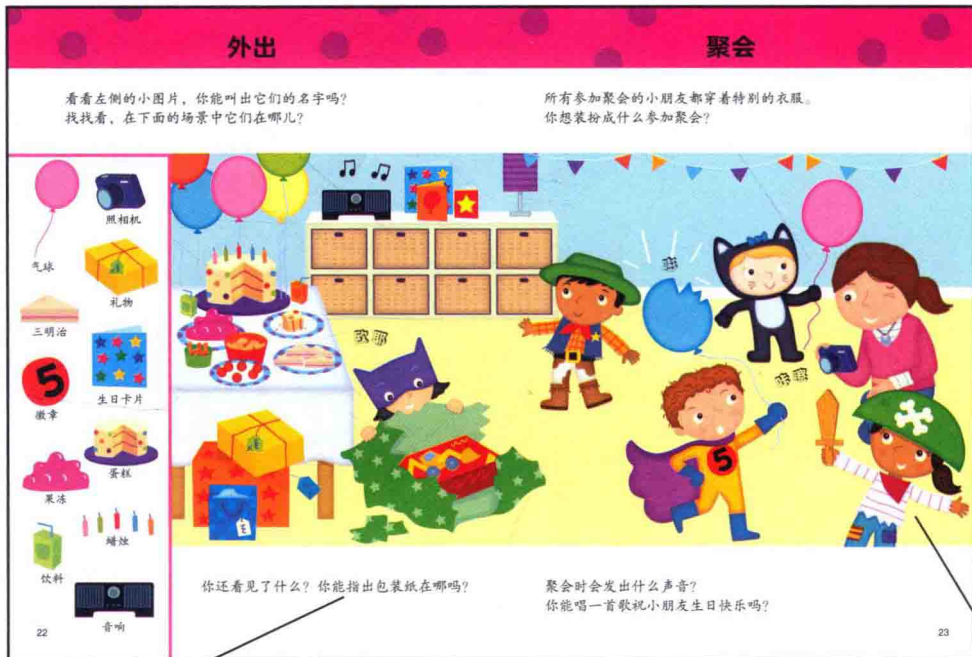 外出
聚会
看看左侧的小图片，你能叫出它们的名字吗？
找找看，在下面的场景中它们在哪儿？
所有参加聚会的小朋友都穿着特别的衣服。
你想装扮成什么参加聚会？
气球
照相机
礼物
三明治
徽章
5
生日卡片
果冻
蛋糕
饮料
蜡烛
音响
欢耶
嘭
咔嚓
5
你还看见了什么？你能指出包装纸在哪吗？
聚会时会发出什么声音？
你能唱一首歌祝小朋友生日快乐吗？
22
23